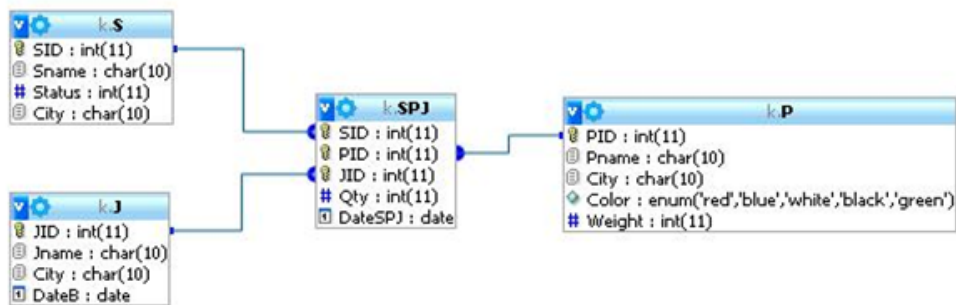 k.S
SID : int(11)
Sname : char(10)
# Status : int(11)
City : char(10)
k.J
JID : int(11)
Jname : char(10)
City : char(10)
DateB : date
k.SPJ
SID : int(11)
PID : int(11)
JID : int(11)
# Qty : int(11)
DateSPJ : date
k.P
PID : int(11)
Pname : char(10)
City : char(10)
Color : enum('red','blue','white','black','green')
# Weight : int(11)